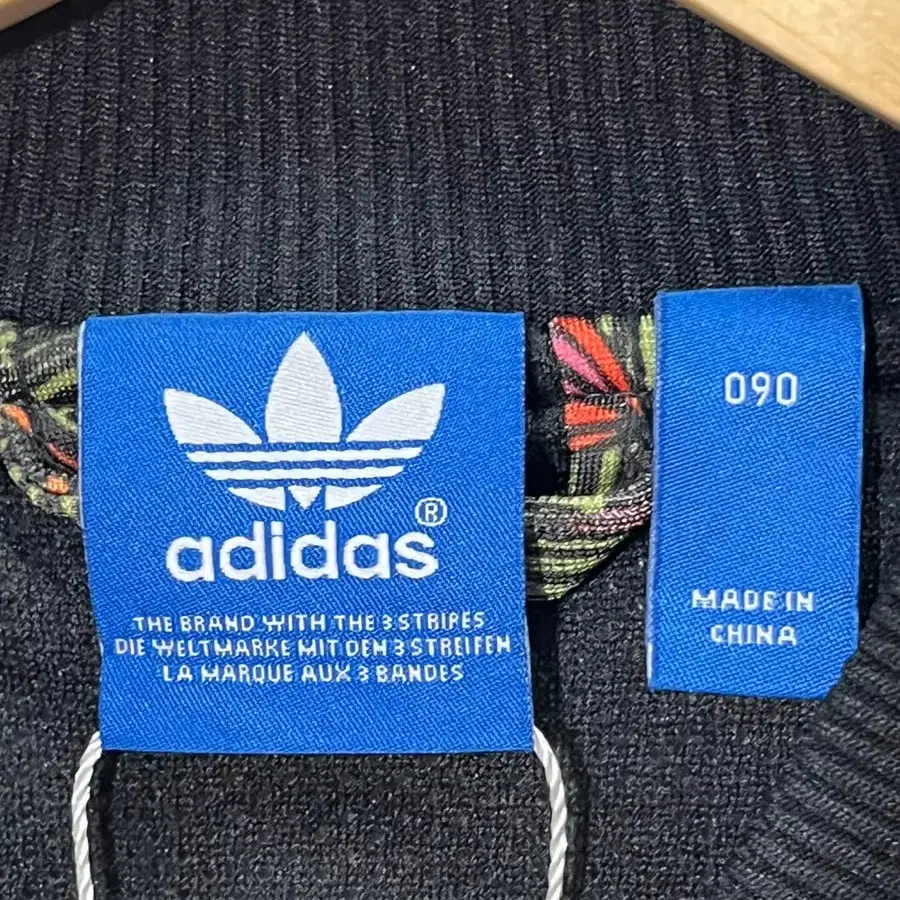 ®
adidas
THE BRAND WITH THE 3 STRIPES
DIE WELTMARKE MIT DEN 3 STREIFEN
LA MARQUE AUX 3 BANDES
090
MADE IN
CHINA